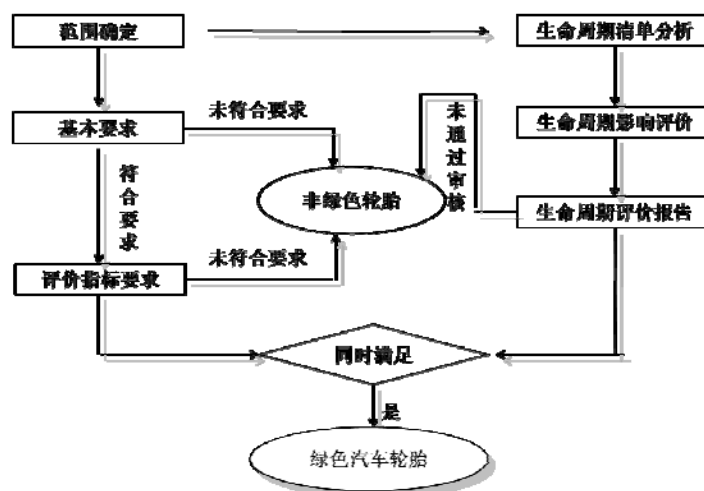 范围确定
生命周期清单分析
基本要求
未符合要求
未通过审核
生命周期影响评价
符合要求
非绿色轮胎
生命周期评价报告
评价指标要求
未符合要求
同时满足
是
绿色汽车轮胎